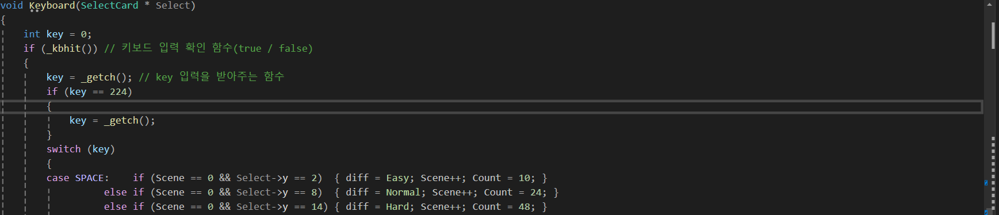 void Keyboard(SelectCard * Select)
{
    int key = 0;
    if (_kbhit()) // 키보드 입력 확인 함수(true / false)
    {
        key = _getch(); // key 입력을 받아주는 함수
        if (key == 224)
        {
            key = _getch();
        }
        switch (key)
        {
        case SPACE:    if (Scene == 0 && Select->y == 2)  { diff = Easy; Scene++; Count = 10; }
                  else if (Scene == 0 && Select->y == 8)  { diff = Normal; Scene++; Count = 24; }
                  else if (Scene == 0 && Select->y == 14) { diff = Hard; Scene++; Count = 48; }